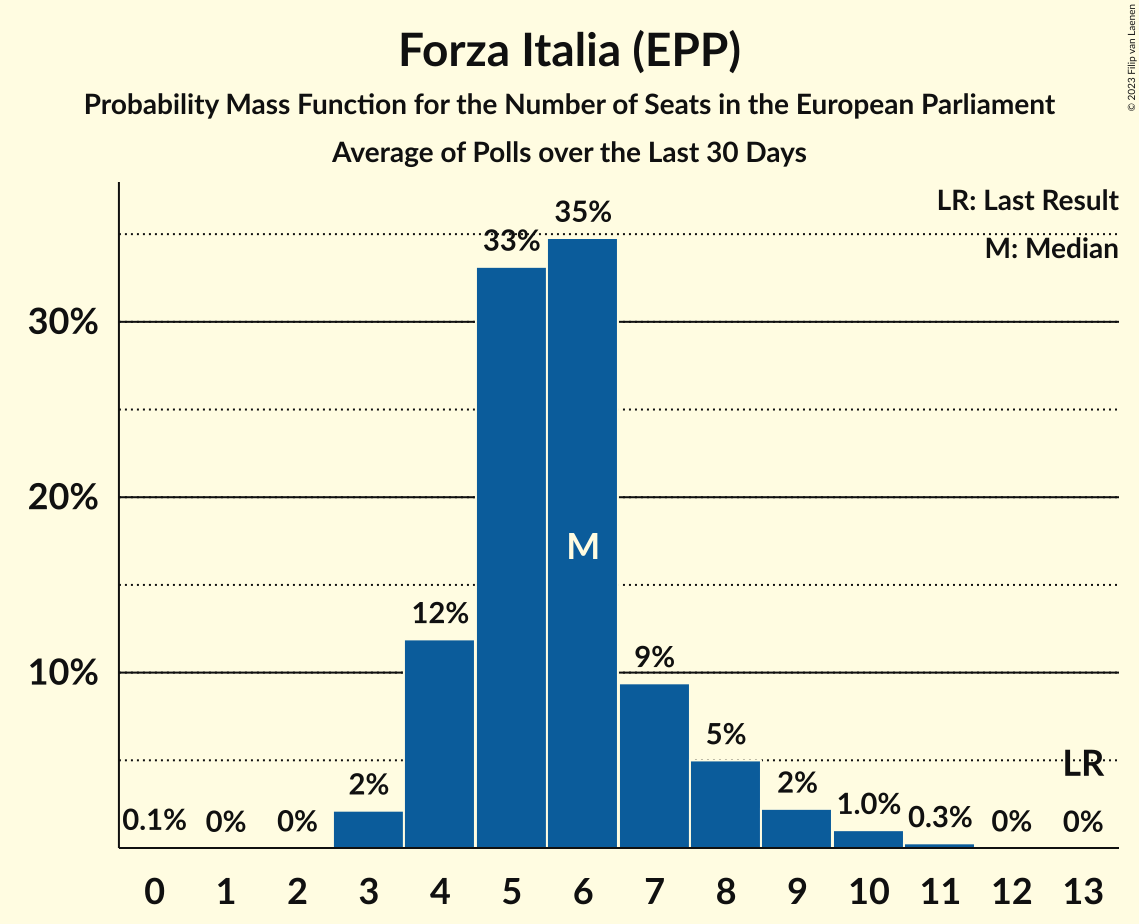 Forza Italia (EPP)
Probability Mass Function for the Number of Seats in the European Parliament
Average of Polls over the Last 30 Days
© 2023 Filip van Laenen
LR: Last Result
M: Median
35%
33%
30%
20%
M
12%
10%
9%
5%
LR
2%
2%
0.1%
0%
0%
1.0%
0.3%
0%
0%
0 1 2 3 4 5 6 7 8 9 10 11 12 13